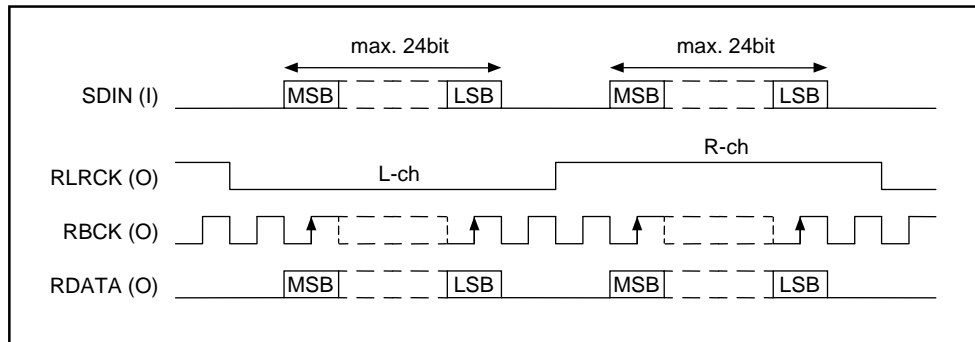 max. 24bit max. 24bit
SDIN (I) MSB LSB MSB LSB
R-ch
RLRCK (O) L-ch
RBCK (O)
RDATA (O) MSB LSB MSB LSB